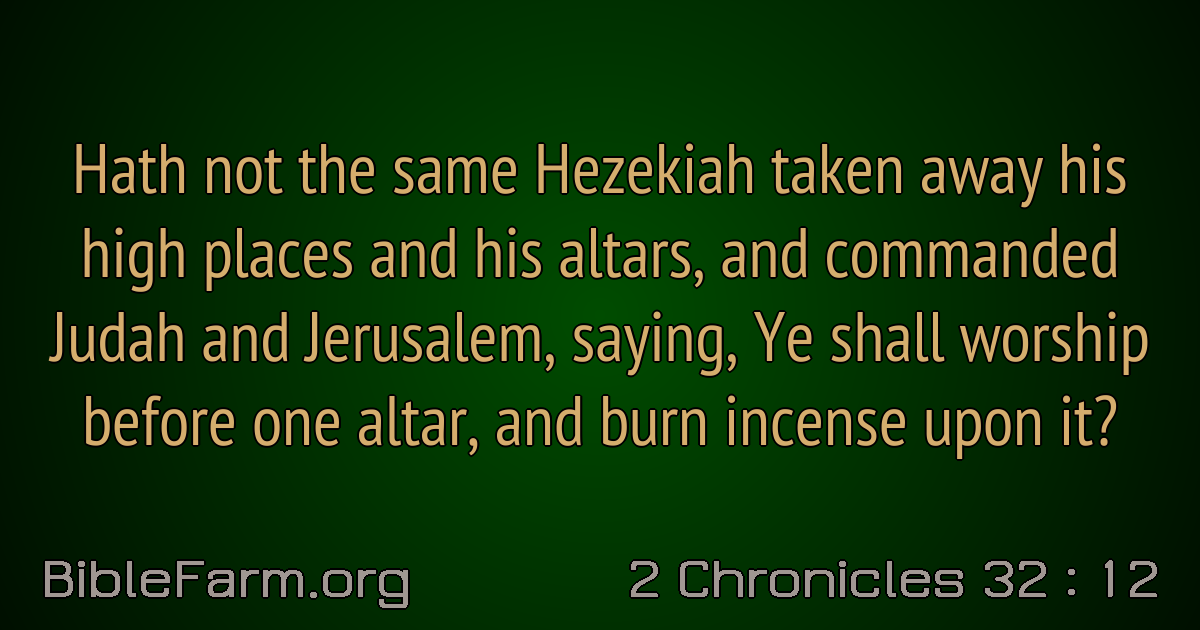 Hath not the same Hezekiah taken away his
high places and his altars, and commanded
Judah and Jerusalem, saying, Ye shall worship
before one altar, and burn incense upon it?
BibleFarm.org
2 Chronicles 32 : 12